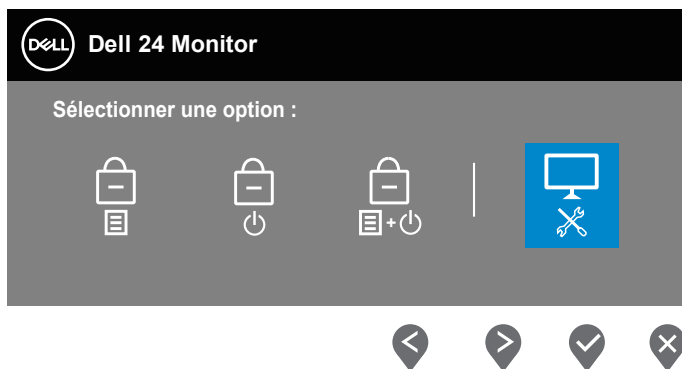 DELL Dell 24 Monitor
Sélectionner une option :
+